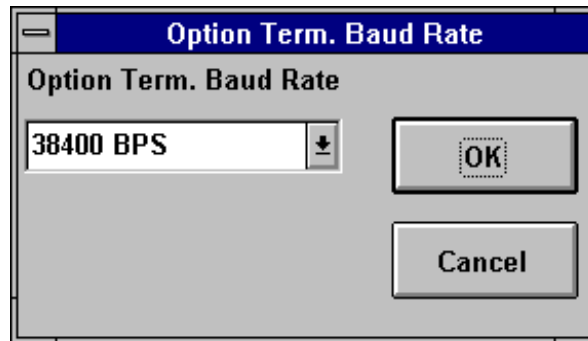 Option Term. Baud Rate
Option Term. Baud Rate
38400 BPS
OK
Cancel